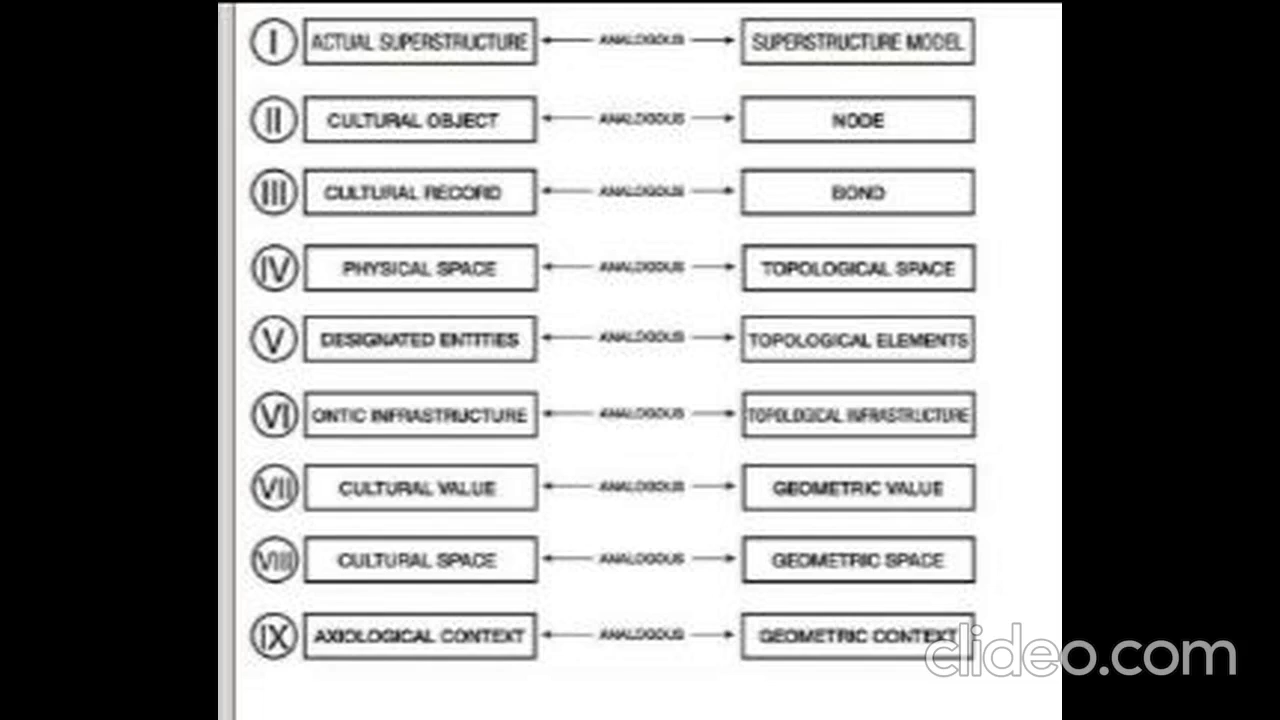 I ACTUAL SUPERSTRUCTURE ANALOGOUS SUPERSTRUCTURE MODEL
II CULTURAL OBJECT ANALOGOUS NODE
III CULTURAL RECORD ANALOGOUS BOND
IV PHYSICAL SPACE ANALOGOUS TOPOLOGICAL SPACE
V DESIGNATED ENTITIES ANALOGOUS TOPOLOGICAL ELEMENTS
VI ONTIC INFRASTRUCTURE ANALOGOUS TOPOLOGICAL INFRASTRUCTURE
VII CULTURAL VALUE ANALOGOUS GEOMETRIC VALUE
VIII CULTURAL SPACE ANALOGOUS GEOMETRIC SPACE
IX AXIOLOGICAL CONTEXT ANALOGOUS GEOMETRIC CONTEXT
clideo.com